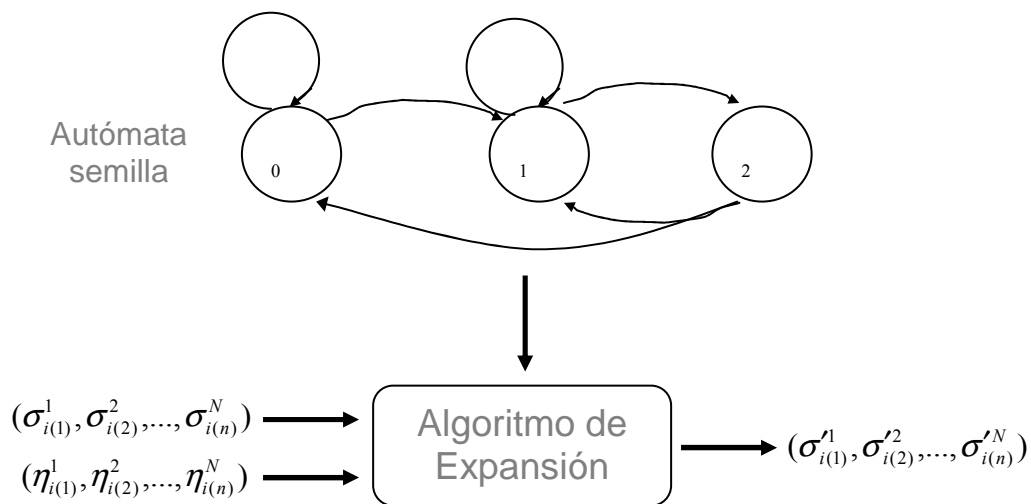 Autómata
semilla
0
1
2
(σ¹ᵢ₍₁₎, σ²ᵢ₍₂₎,..., σᴺᵢ₍ₙ₎)
(η¹ᵢ₍₁₎, η²ᵢ₍₂₎,..., ηᴺᵢ₍ₙ₎)
Algoritmo de
Expansión
(σ′¹ᵢ₍₁₎, σ′²ᵢ₍₂₎,..., σ′ᴺᵢ₍ₙ₎)